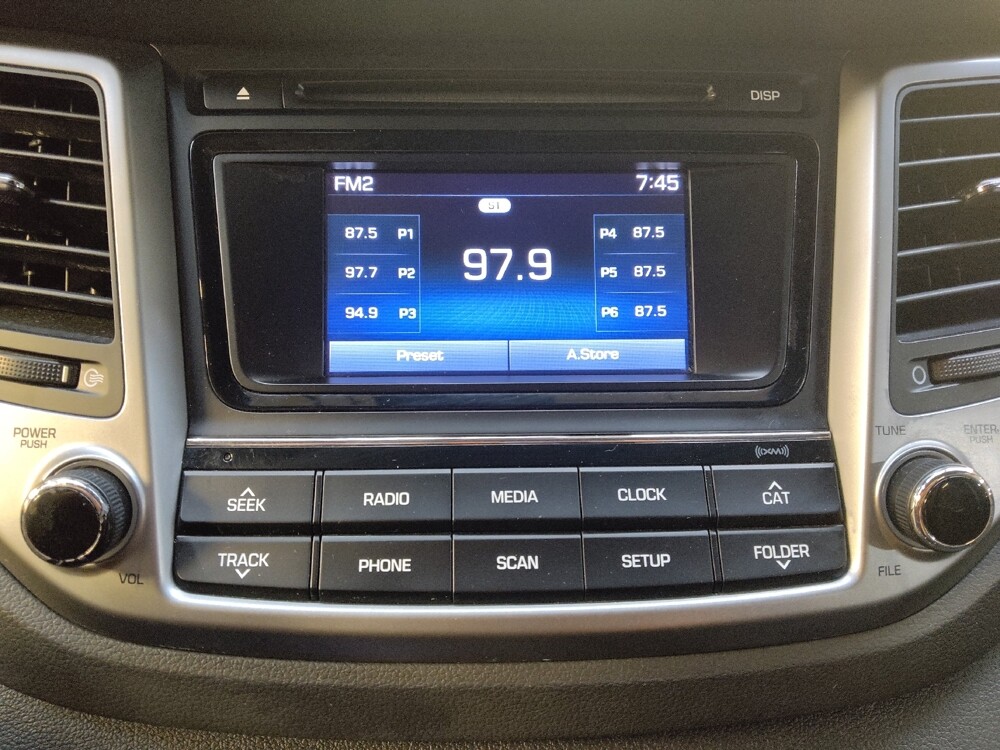 DISP
FM2 7:45
ST
87.5 P1 P4 87.5
97.9
97.7 P2 P5 87.5
94.9 P3 P6 87.5
Preset A.Store
POWER
PUSH
VOL
TUNE
ENTER
PUSH
FILE
((XM))
SEEK RADIO MEDIA CLOCK CAT
TRACK PHONE SCAN SETUP FOLDER